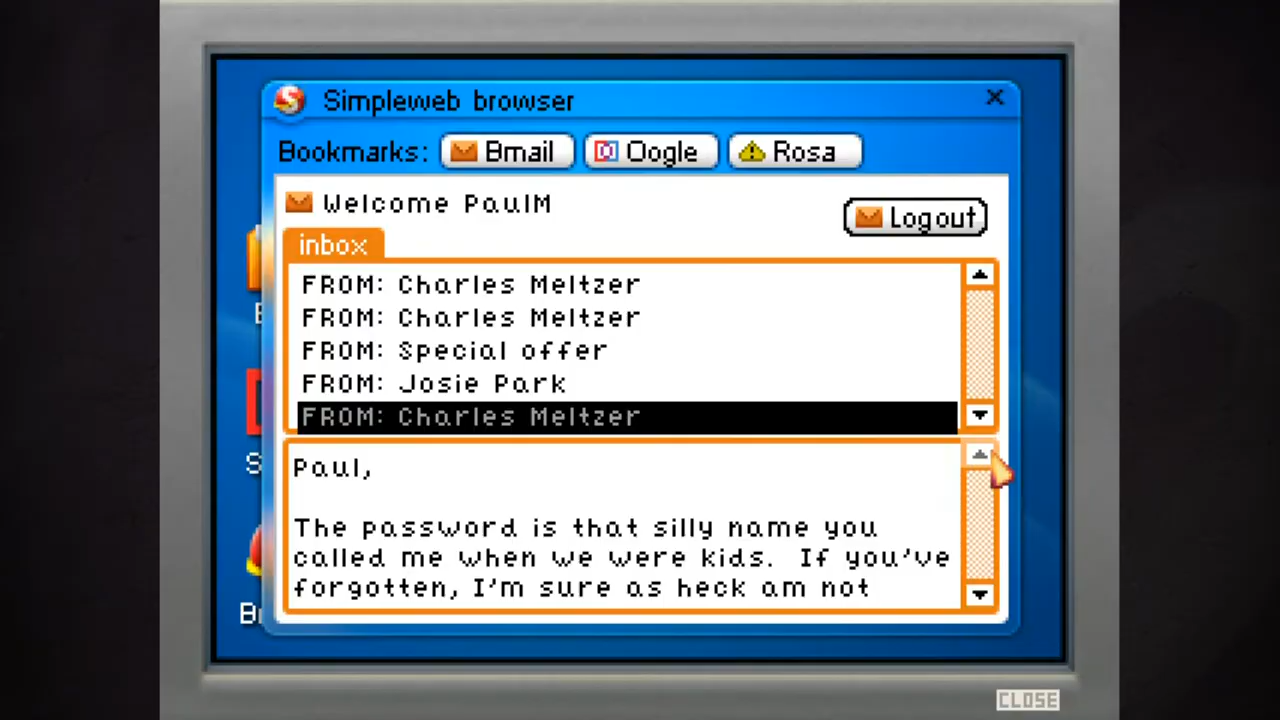 Simpleweb browser
Bookmarks: Bmail Oogle Rosa
Welcome PaulM
Logout
inbox
FROM: Charles Meltzer
FROM: Charles Meltzer
FROM: Special offer
FROM: Josie Park
FROM: Charles Meltzer
Paul,
The password is that silly name you
called me when we were kids. If you've
forgotten, I'm sure as heck am not
CLOSE